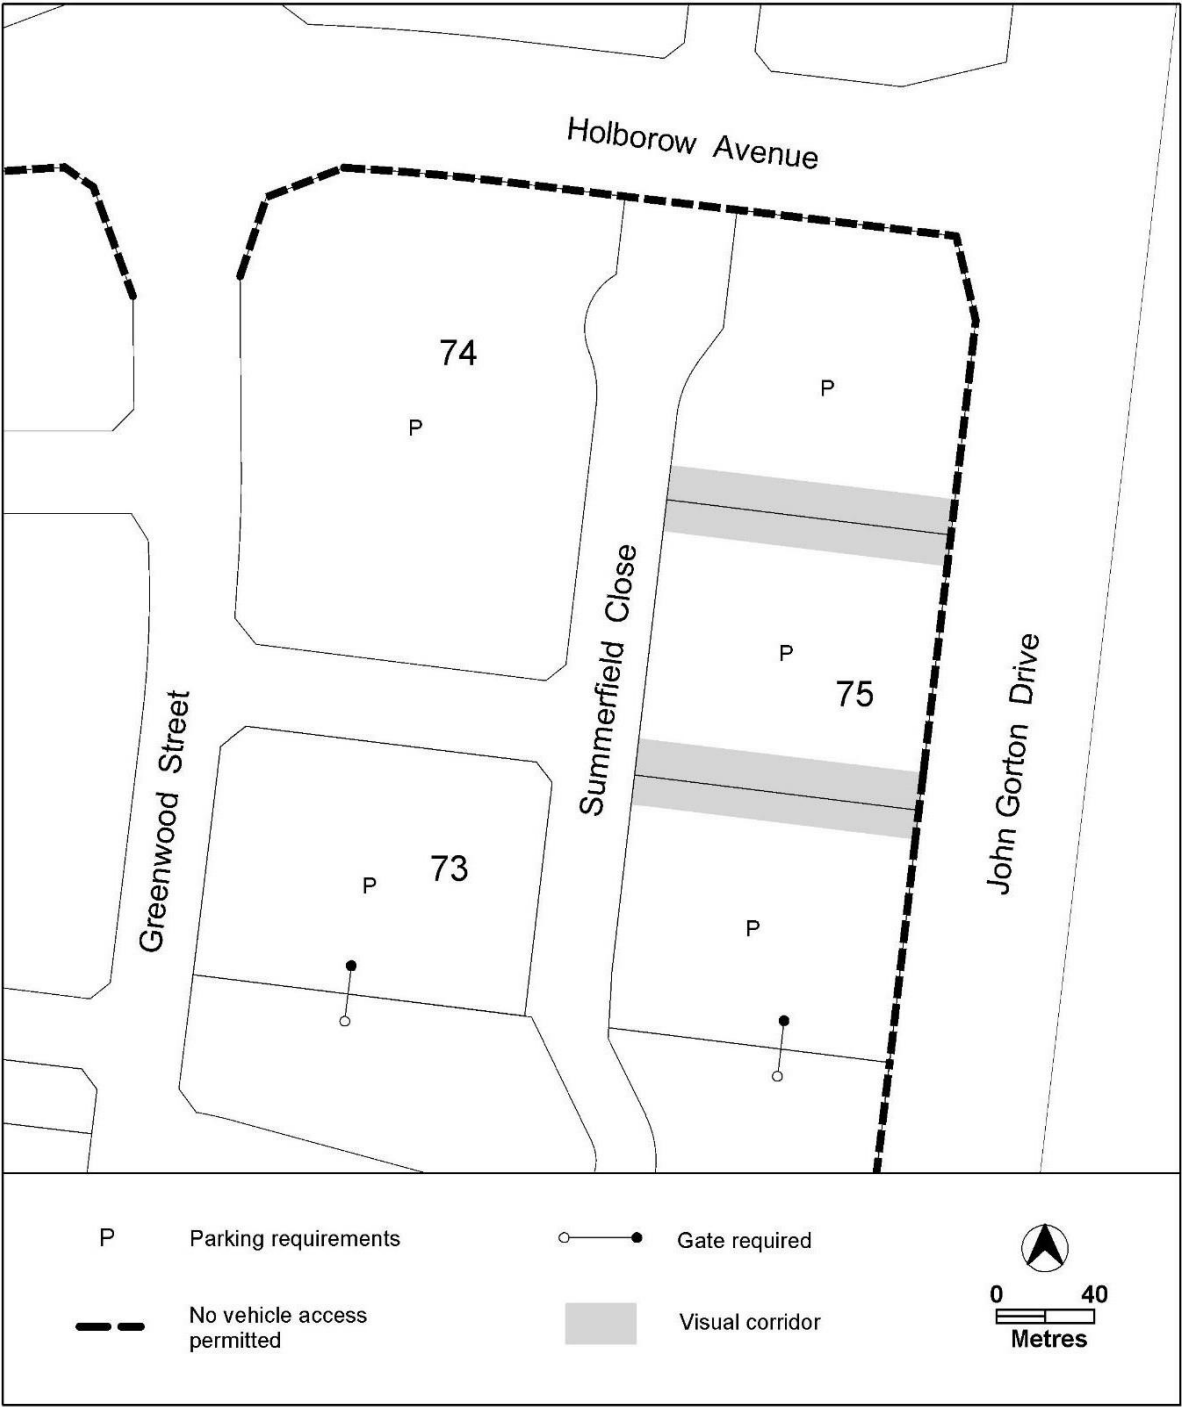 Holborow Avenue
74
P
P
Summerfield Close
P
75
John Gorton Drive
Greenwood Street
73
P
P
P Parking requirements
Gate required
No vehicle access
permitted
Visual corridor
0 40
Metres